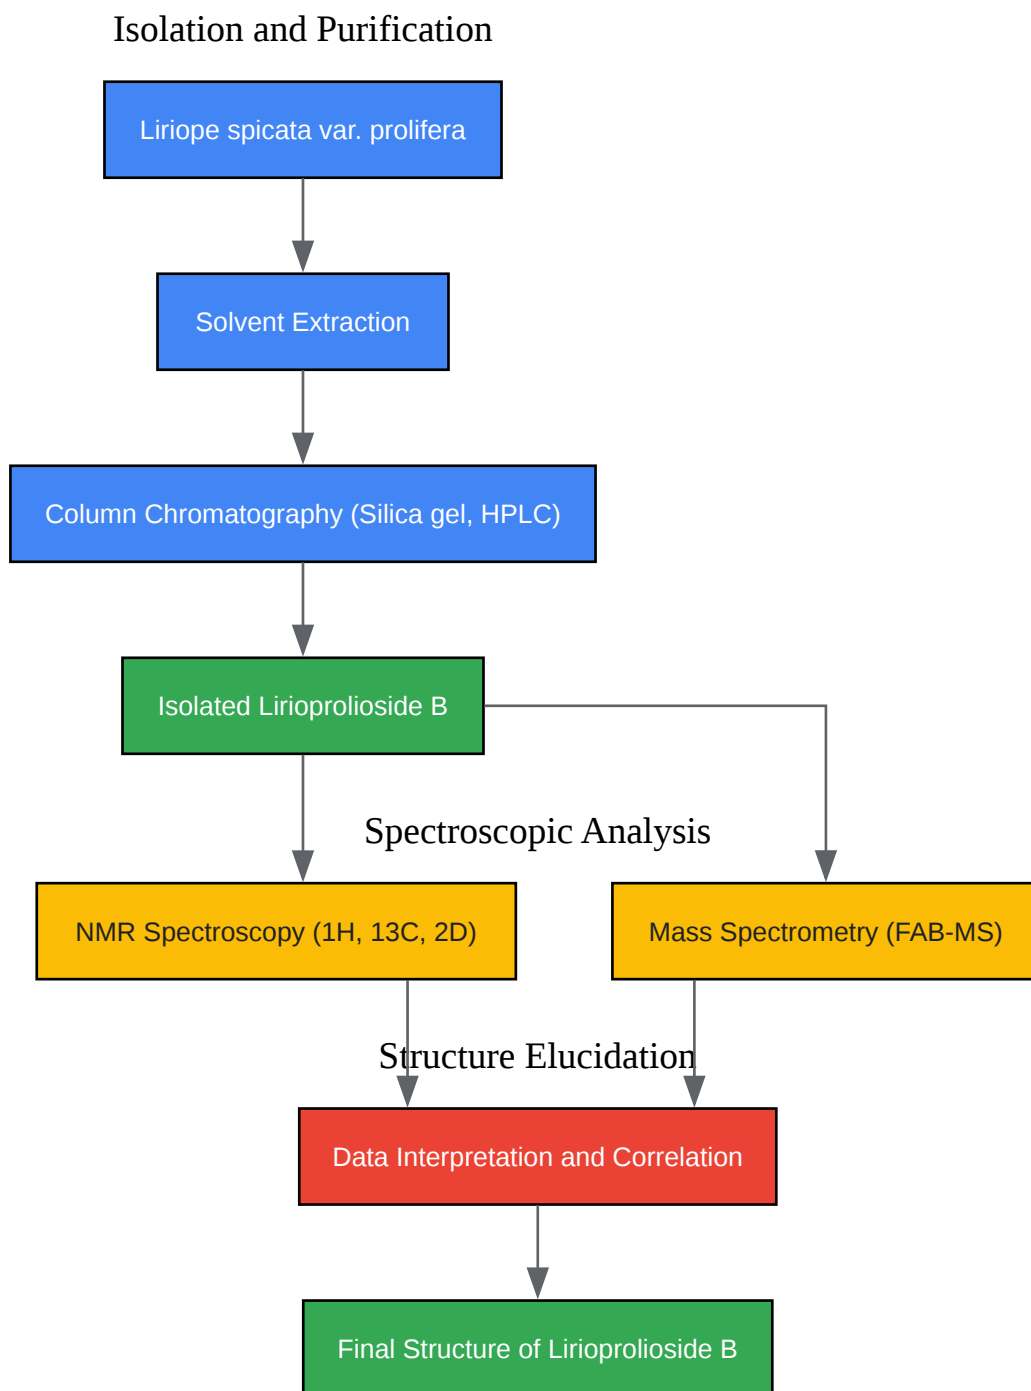 Isolation and Purification
Liriope spicata var. prolifera
Solvent Extraction
Column Chromatography (Silica gel, HPLC)
Isolated Lirioprolioside B
Spectroscopic Analysis
NMR Spectroscopy (1H, 13C, 2D)
Mass Spectrometry (FAB-MS)
Structure Elucidation
Data Interpretation and Correlation
Final Structure of Lirioprolioside B